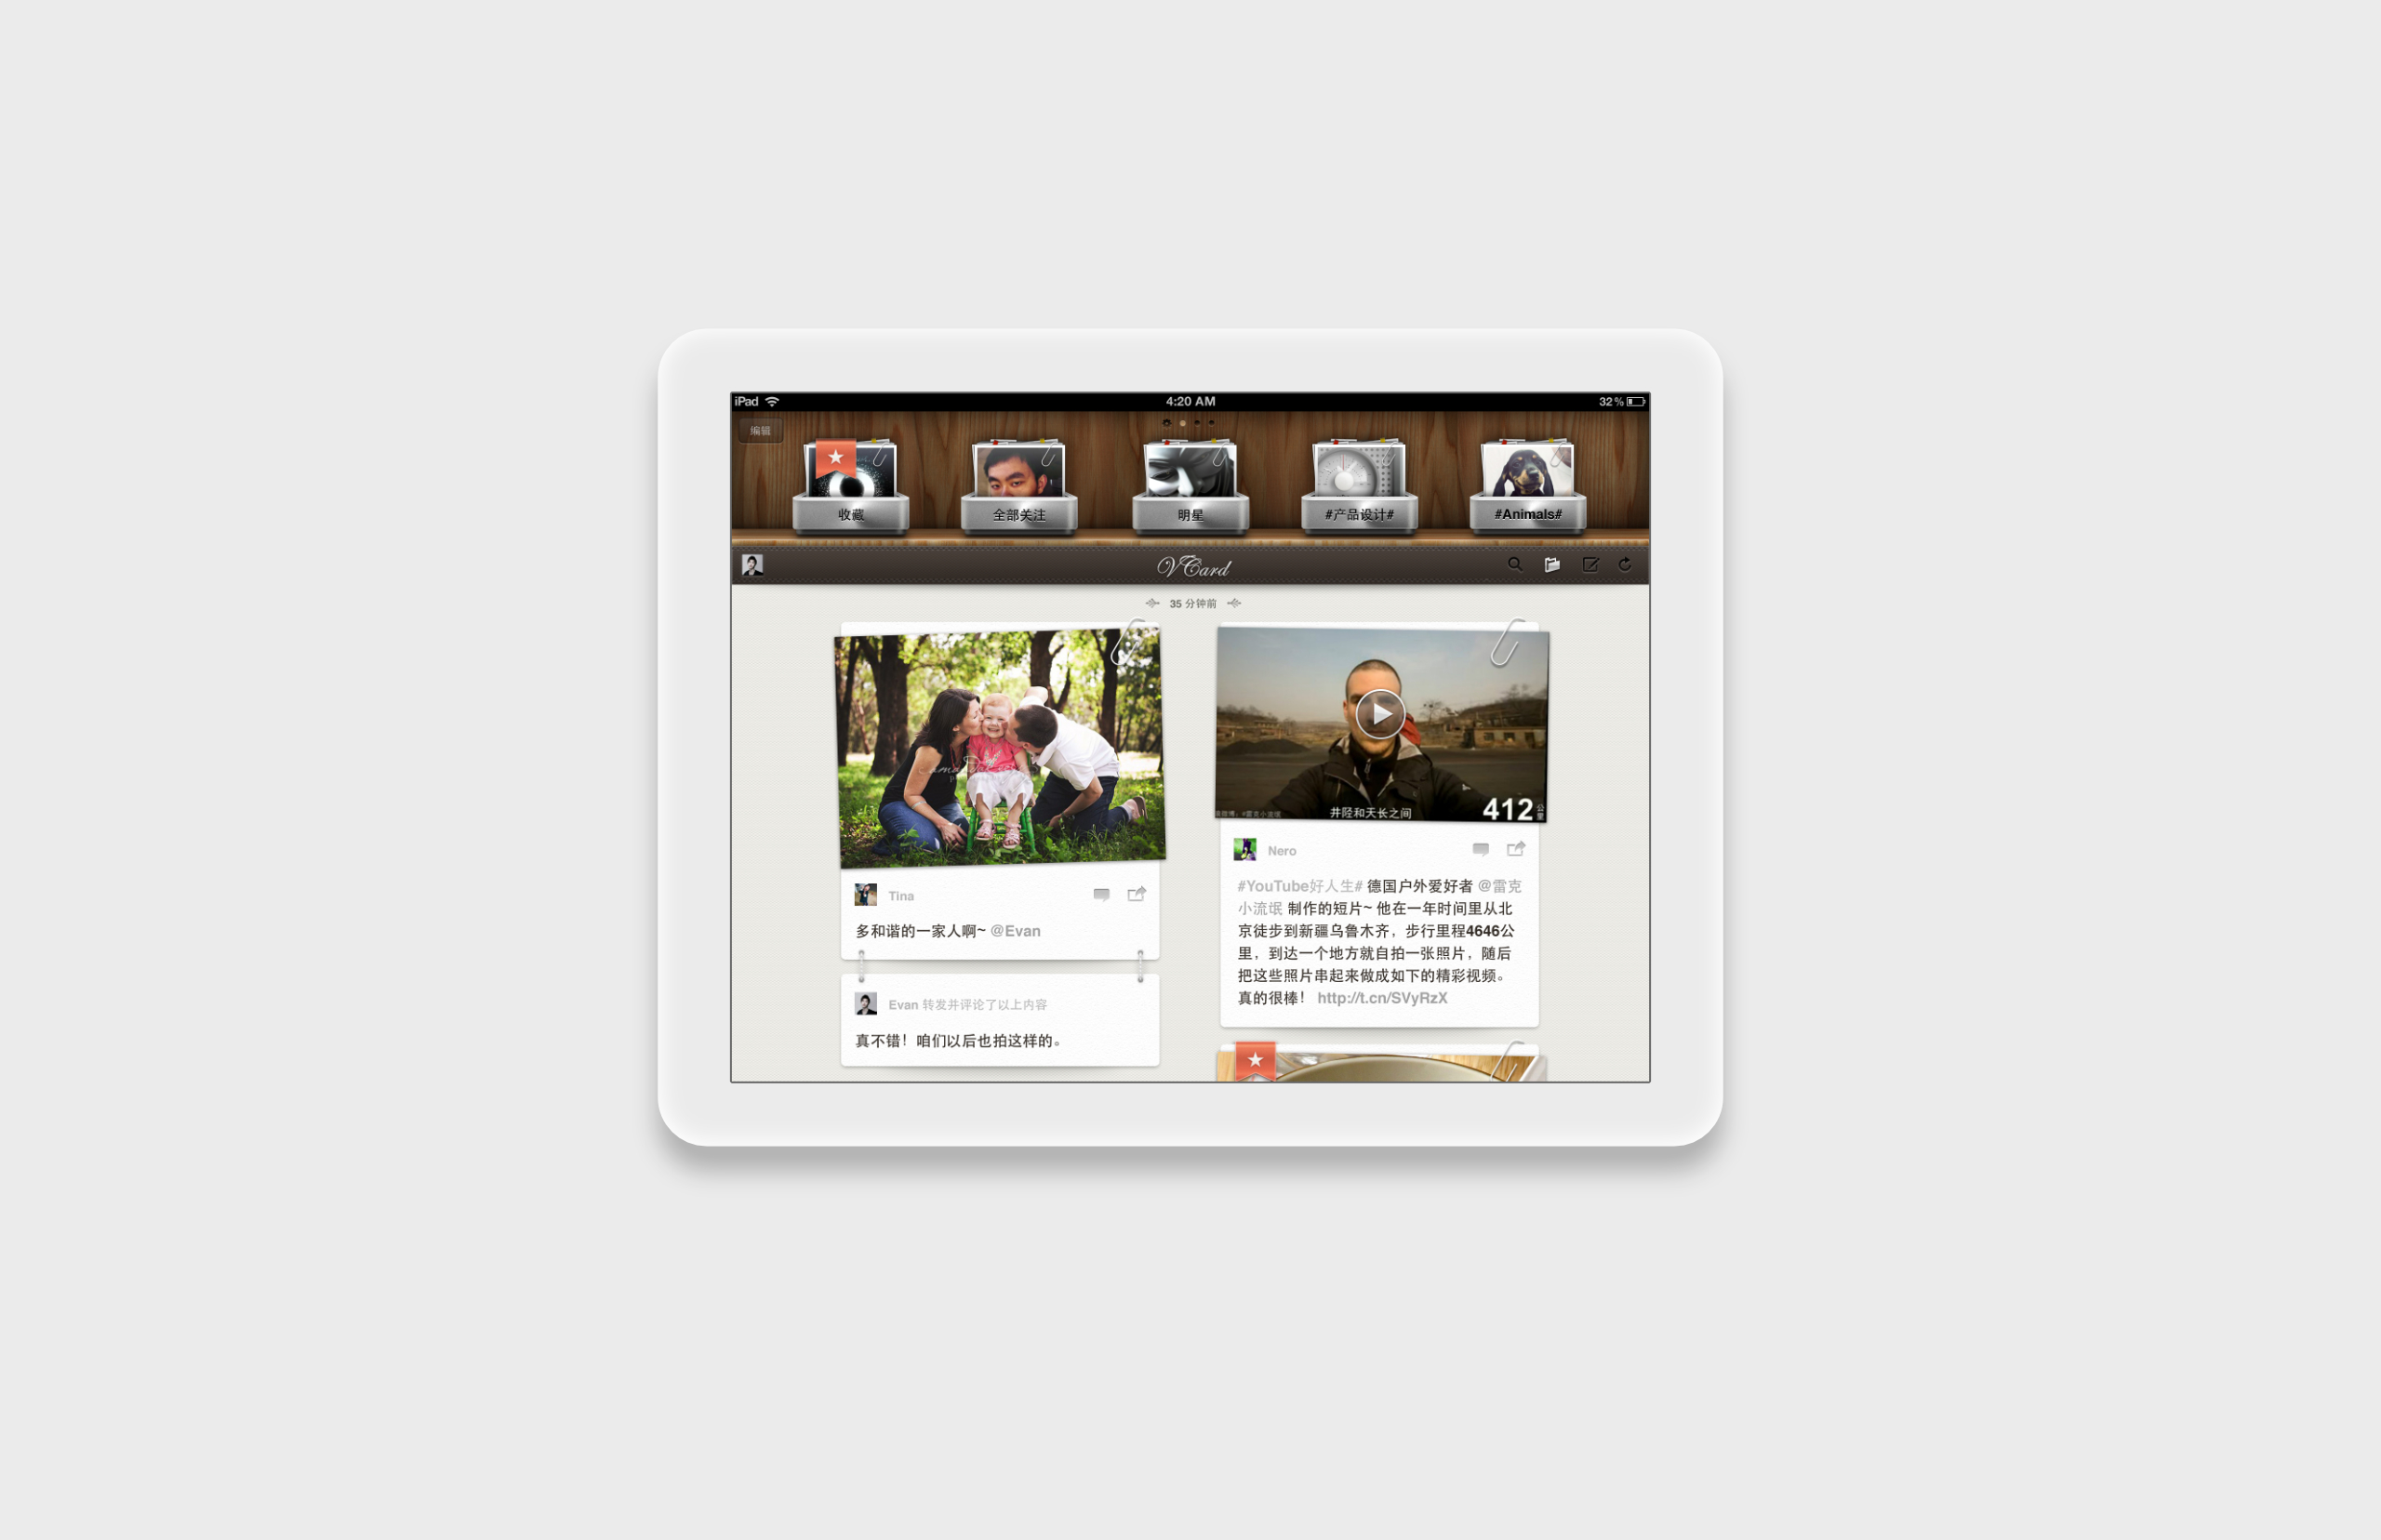 iPad 4:20 AM 32%
编辑
收藏 全部关注 明星 #产品设计# #Animals#
VCard
35 分钟前
Tina
多和谐的一家人啊~ @Evan
Evan 转发并评论了以上内容
真不错！咱们以后也拍这样的。
井陉和天长之间
412 公里
Nero
#YouTube好人生# 德国户外爱好者 @雷克
小流氓 制作的短片~ 他在一年时间里从北
京徒步到新疆乌鲁木齐，步行里程4646公
里，到达一个地方就自拍一张照片，随后
把这些照片串起来做成如下的精彩视频。
真的很棒！ http://t.cn/SVyRzX